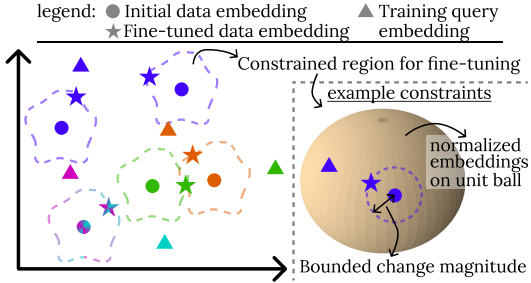 legend:
Initial data embedding
Training query
embedding
Fine-tuned data embedding
Constrained region for fine-tuning
example constraints
normalized
embeddings
on unit ball
Bounded change magnitude